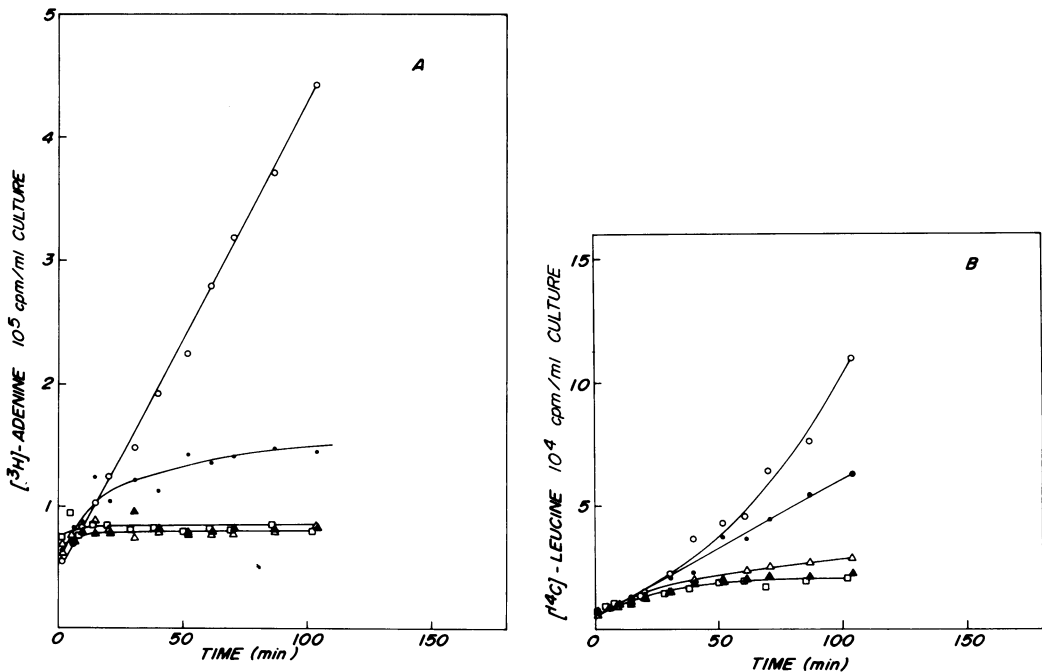 A
5
4
3
2
1
0
50
100
150
TIME (min)
[³H]-ADENINE 10⁵ cpm/ml CULTURE
B
15
10
5
0
50
100
150
TIME (min)
[¹⁴C]-LEUCINE 10⁴ cpm/ml CULTURE